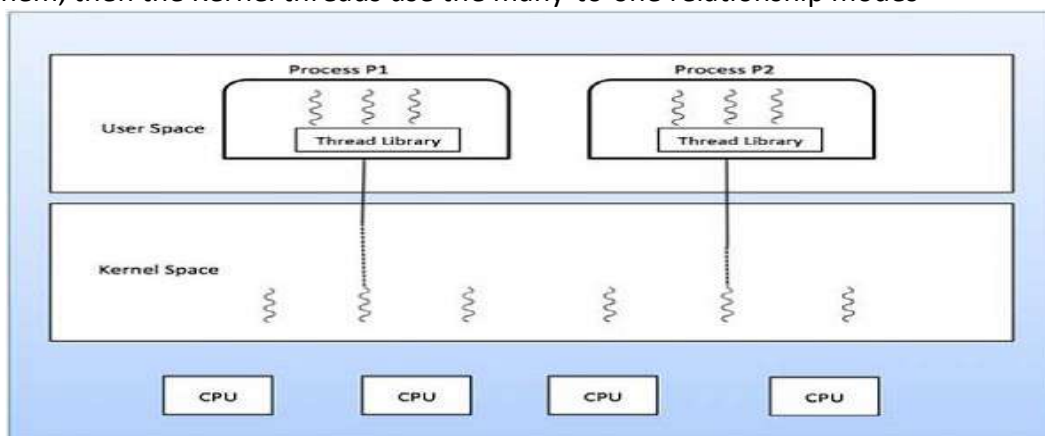 hem, then the Kernel threads use the many-to-one relationship modes
Process P1 Process P2
User Space
Thread Library Thread Library
Kernel Space
CPU CPU CPU CPU